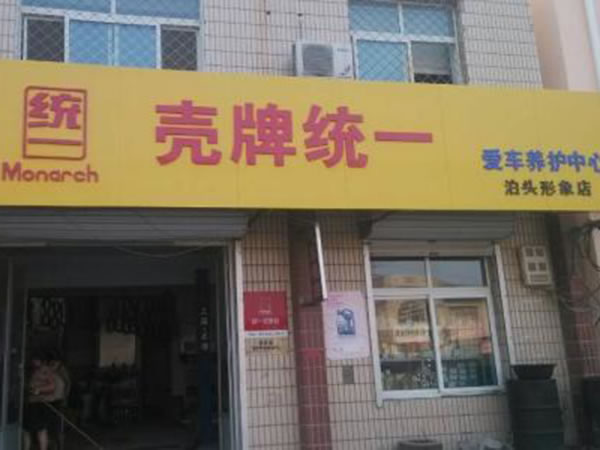 统一
Monarch
壳牌统一
爱车养护中心
泊头形象店